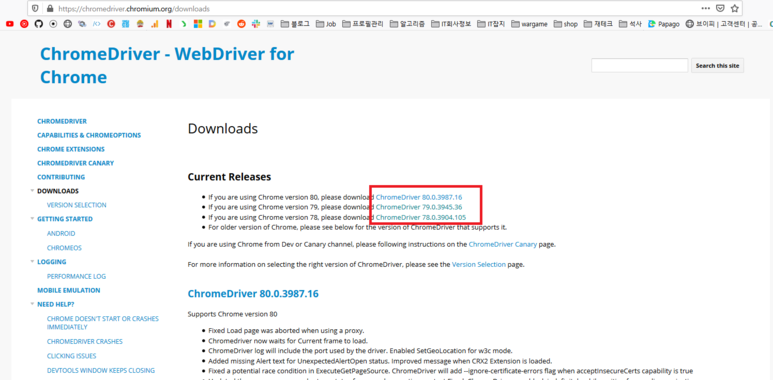 https://chromedriver.chromium.org/downloads
블로그 Job 프로필관리 알고리즘 IT회사정보 IT잡지 wargame shop 재테크 석사 Papago 브이피 | 고객센터 | 공...
ChromeDriver - WebDriver for
Chrome
Search this site
CHROMEDRIVER
CAPABILITIES & CHROMEOPTIONS
CHROME EXTENSIONS
CHROMEDRIVER CANARY
CONTRIBUTING
DOWNLOADS
VERSION SELECTION
GETTING STARTED
ANDROID
CHROMEOS
LOGGING
PERFORMANCE LOG
MOBILE EMULATION
NEED HELP?
CHROME DOESN'T START OR CRASHES
IMMEDIATELY
CHROMEDRIVER CRASHES
CLICKING ISSUES
DEVTOOLS WINDOW KEEPS CLOSING
Downloads
Current Releases
If you are using Chrome version 80, please download ChromeDriver 80.0.3987.16
If you are using Chrome version 79, please download ChromeDriver 79.0.3945.36
If you are using Chrome version 78, please download ChromeDriver 78.0.3904.105
For older version of Chrome, please see below for the version of ChromeDriver that supports it.
If you are using Chrome from Dev or Canary channel, please following instructions on the ChromeDriver Canary page.
For more information on selecting the right version of ChromeDriver, please see the Version Selection page.
ChromeDriver 80.0.3987.16
Supports Chrome version 80
Fixed Load page was aborted when using a proxy.
Chromedriver now waits for Current frame to load.
ChromeDriver log will include the port used by the driver. Enabled SetGeoLocation for w3c mode.
Added missing Alert text for UnexpectedAlertOpen status. Improved message when CRX2 Extension is loaded.
Fixed a potential race condition in ExecuteGetPageSource. ChromeDriver will add --ignore-certificate-errors flag when acceptInsecureCerts capability is true